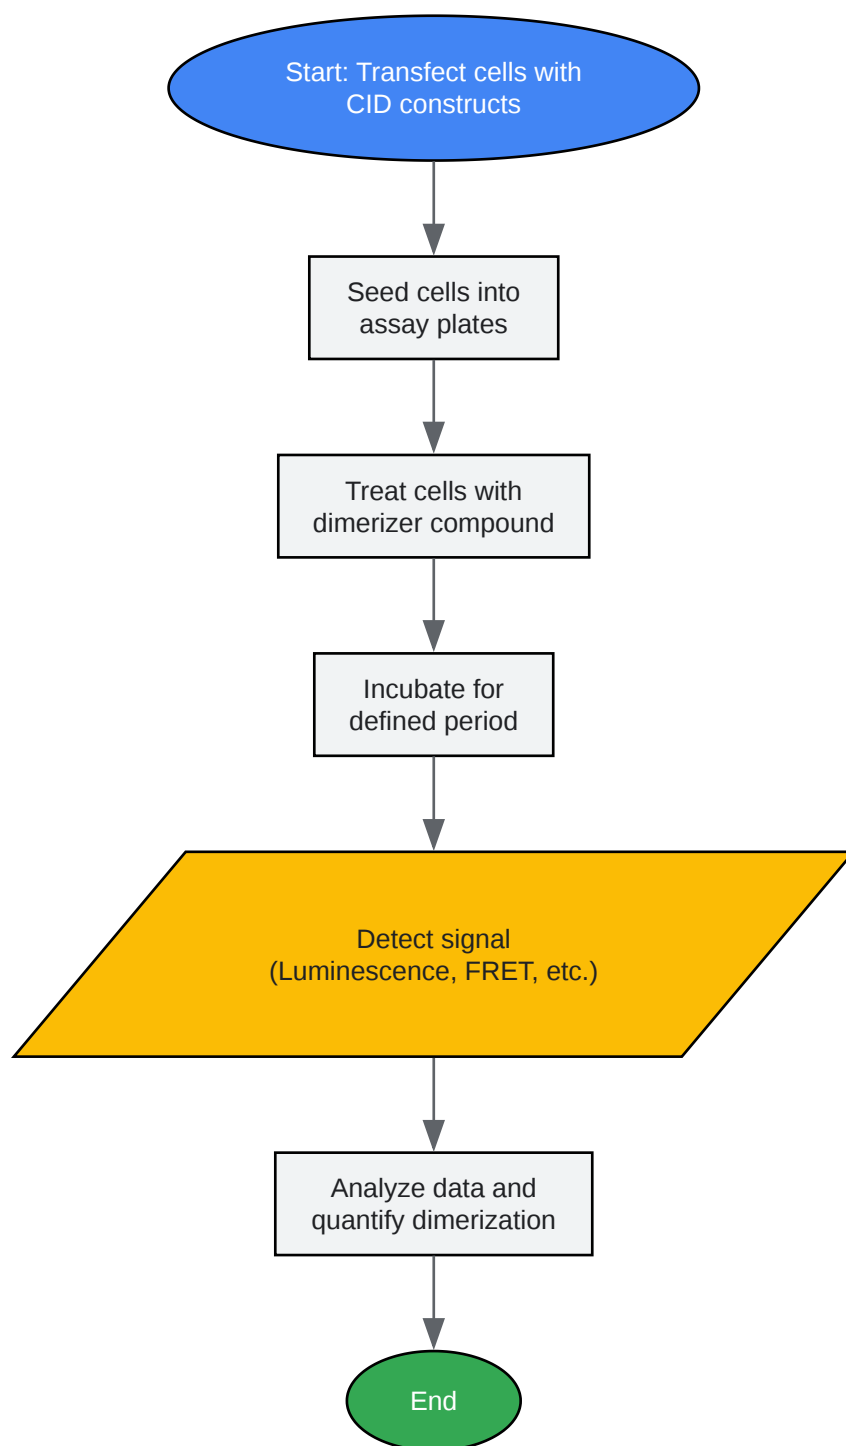 Start: Transfect cells with
CID constructs
Seed cells into
assay plates
Treat cells with
dimerizer compound
Incubate for
defined period
Detect signal
(Luminescence, FRET, etc.)
Analyze data and
quantify dimerization
End